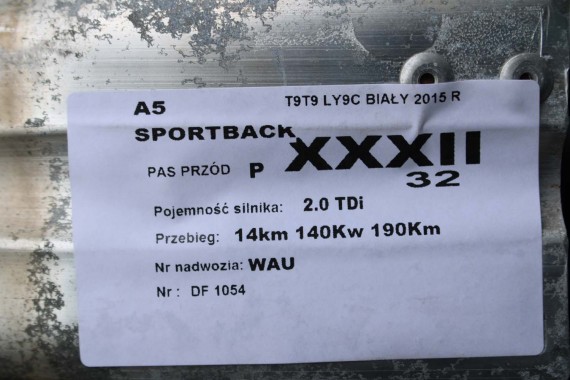 A5 T9T9 LY9C BIAŁY 2015 R
SPORTBACK
PAS PRZÓD P XXXII
32
Pojemność silnika: 2.0 TDi
Przebieg: 14km 140Kw 190Km
Nr nadwozia: WAU
Nr : DF 1054